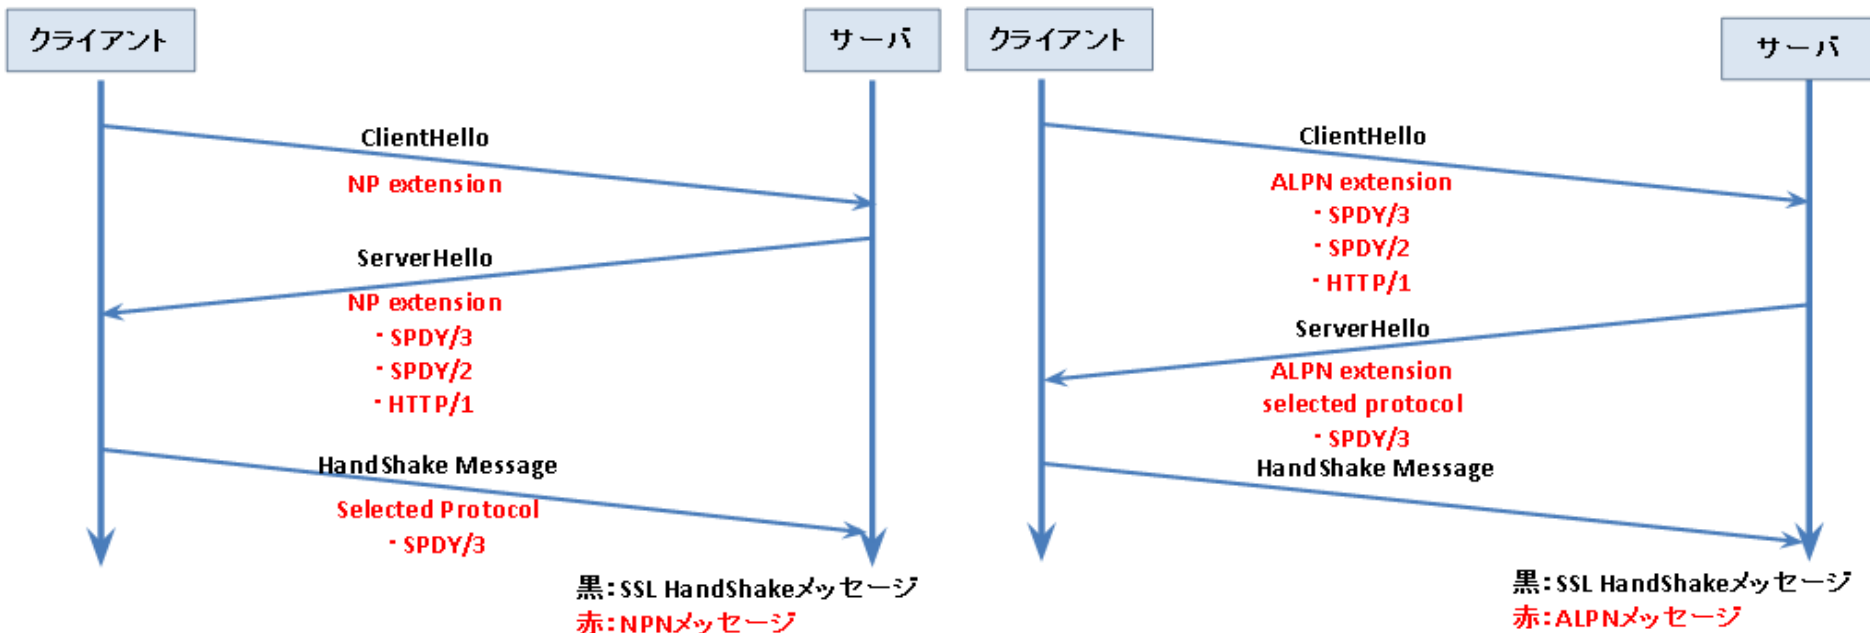 クライアント
サーバ
ClientHello
NP extension
ServerHello
NP extension
- SPDY/3
- SPDY/2
- HTTP/1
HandShake Message
Selected Protocol
- SPDY/3
黒:SSL HandShakeメッセージ
赤:NPNメッセージ
クライアント
サーバ
ClientHello
ALPN extension
- SPDY/3
- SPDY/2
- HTTP/1
ServerHello
ALPN extension
selected protocol
- SPDY/3
HandShake Message
黒:SSL HandShakeメッセージ
赤:ALPNメッセージ